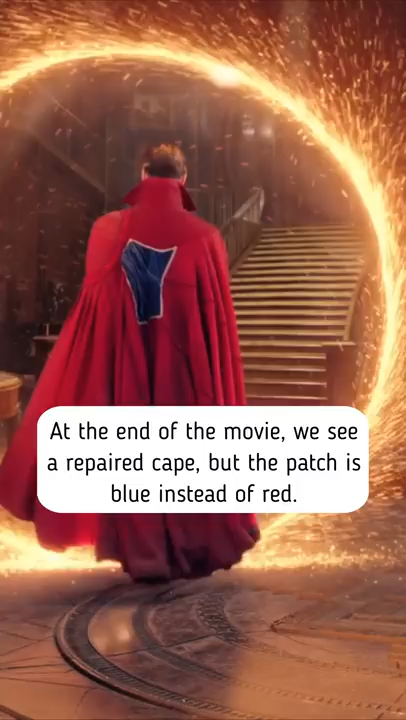 At the end of the movie, we see
a repaired cape, but the patch is
blue instead of red.